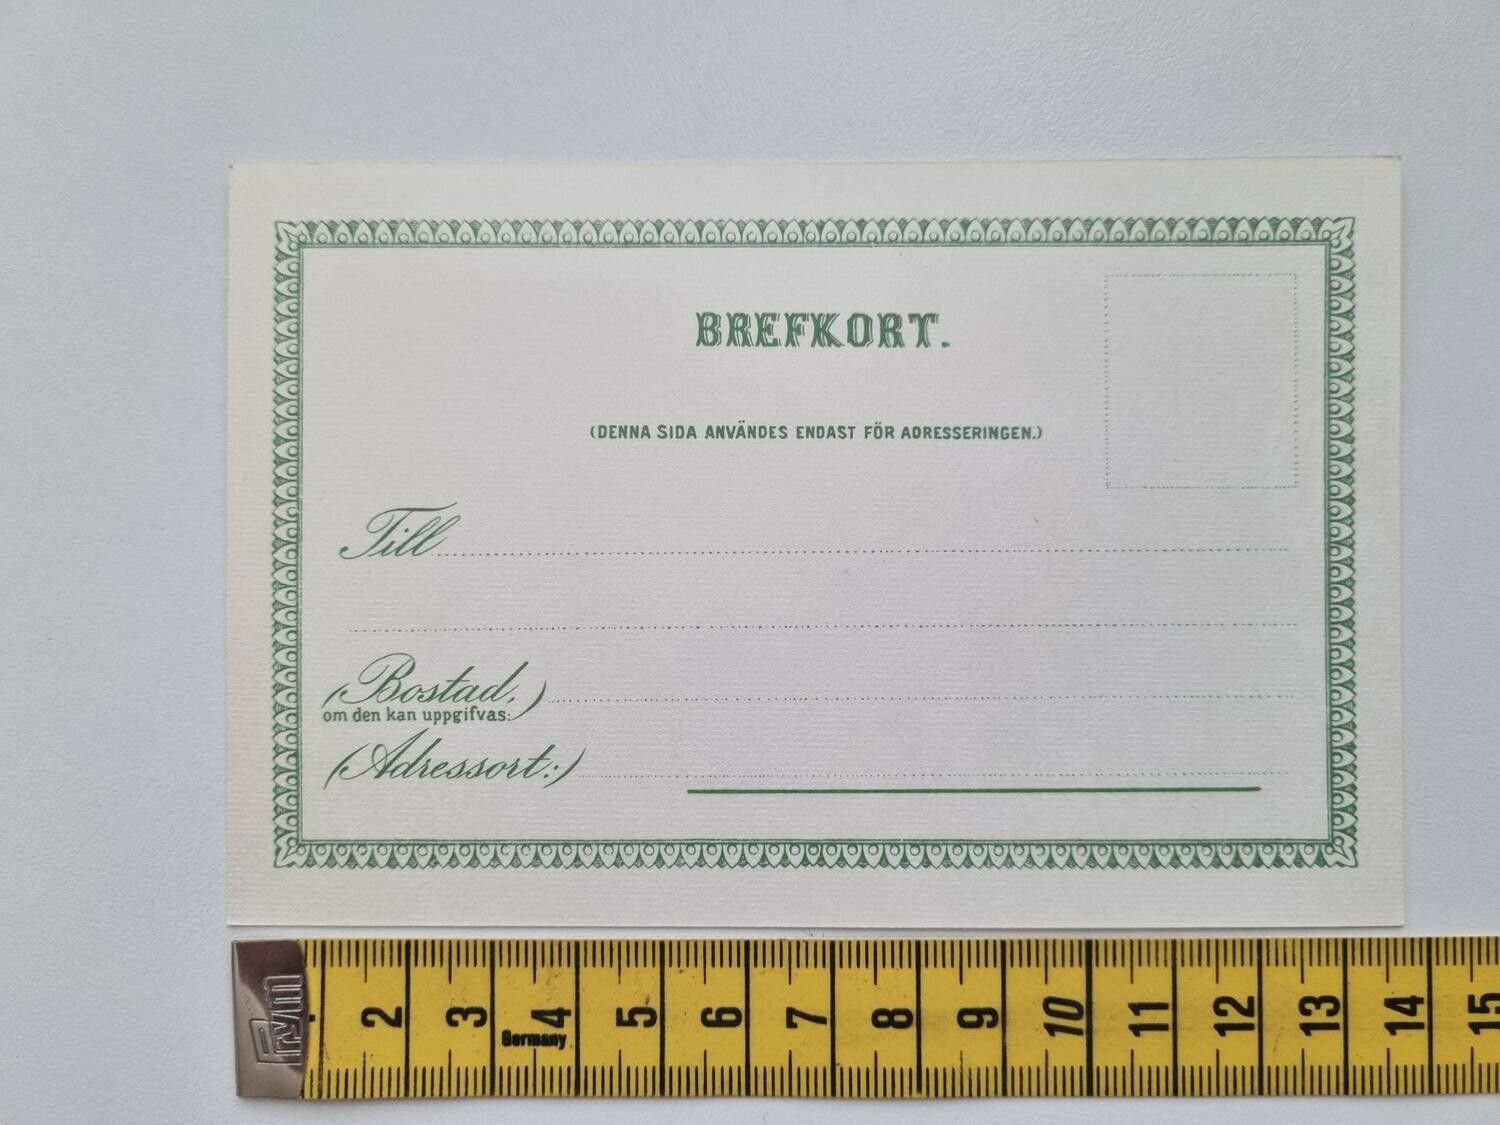 BREFKORT.
(DENNA SIDA ANVÄNDES ENDAST FÖR ADRESSERINGEN.)
Till
(Bostad,)
om den kan uppgifvas:
(Adressort:)
Prym
2 3 4 5 6 7 8 9 10 11 12 13 14 15
Germany